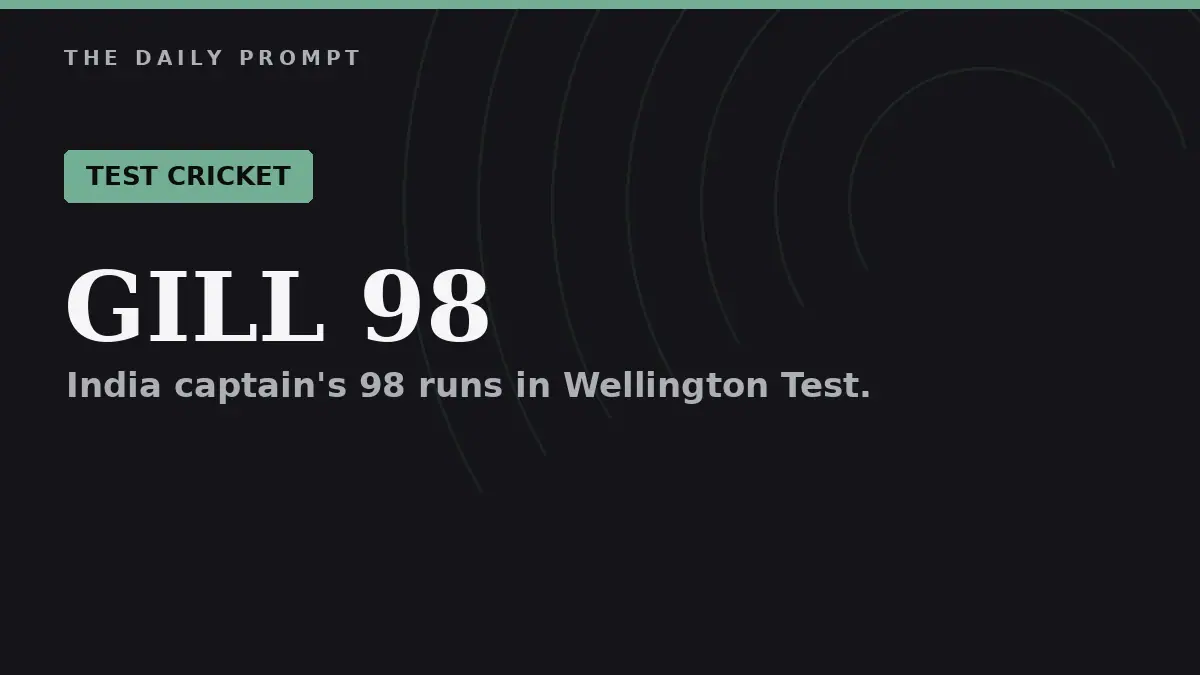 THE DAILY PROMPT
TEST CRICKET
GILL 98
India captain's 98 runs in Wellington Test.